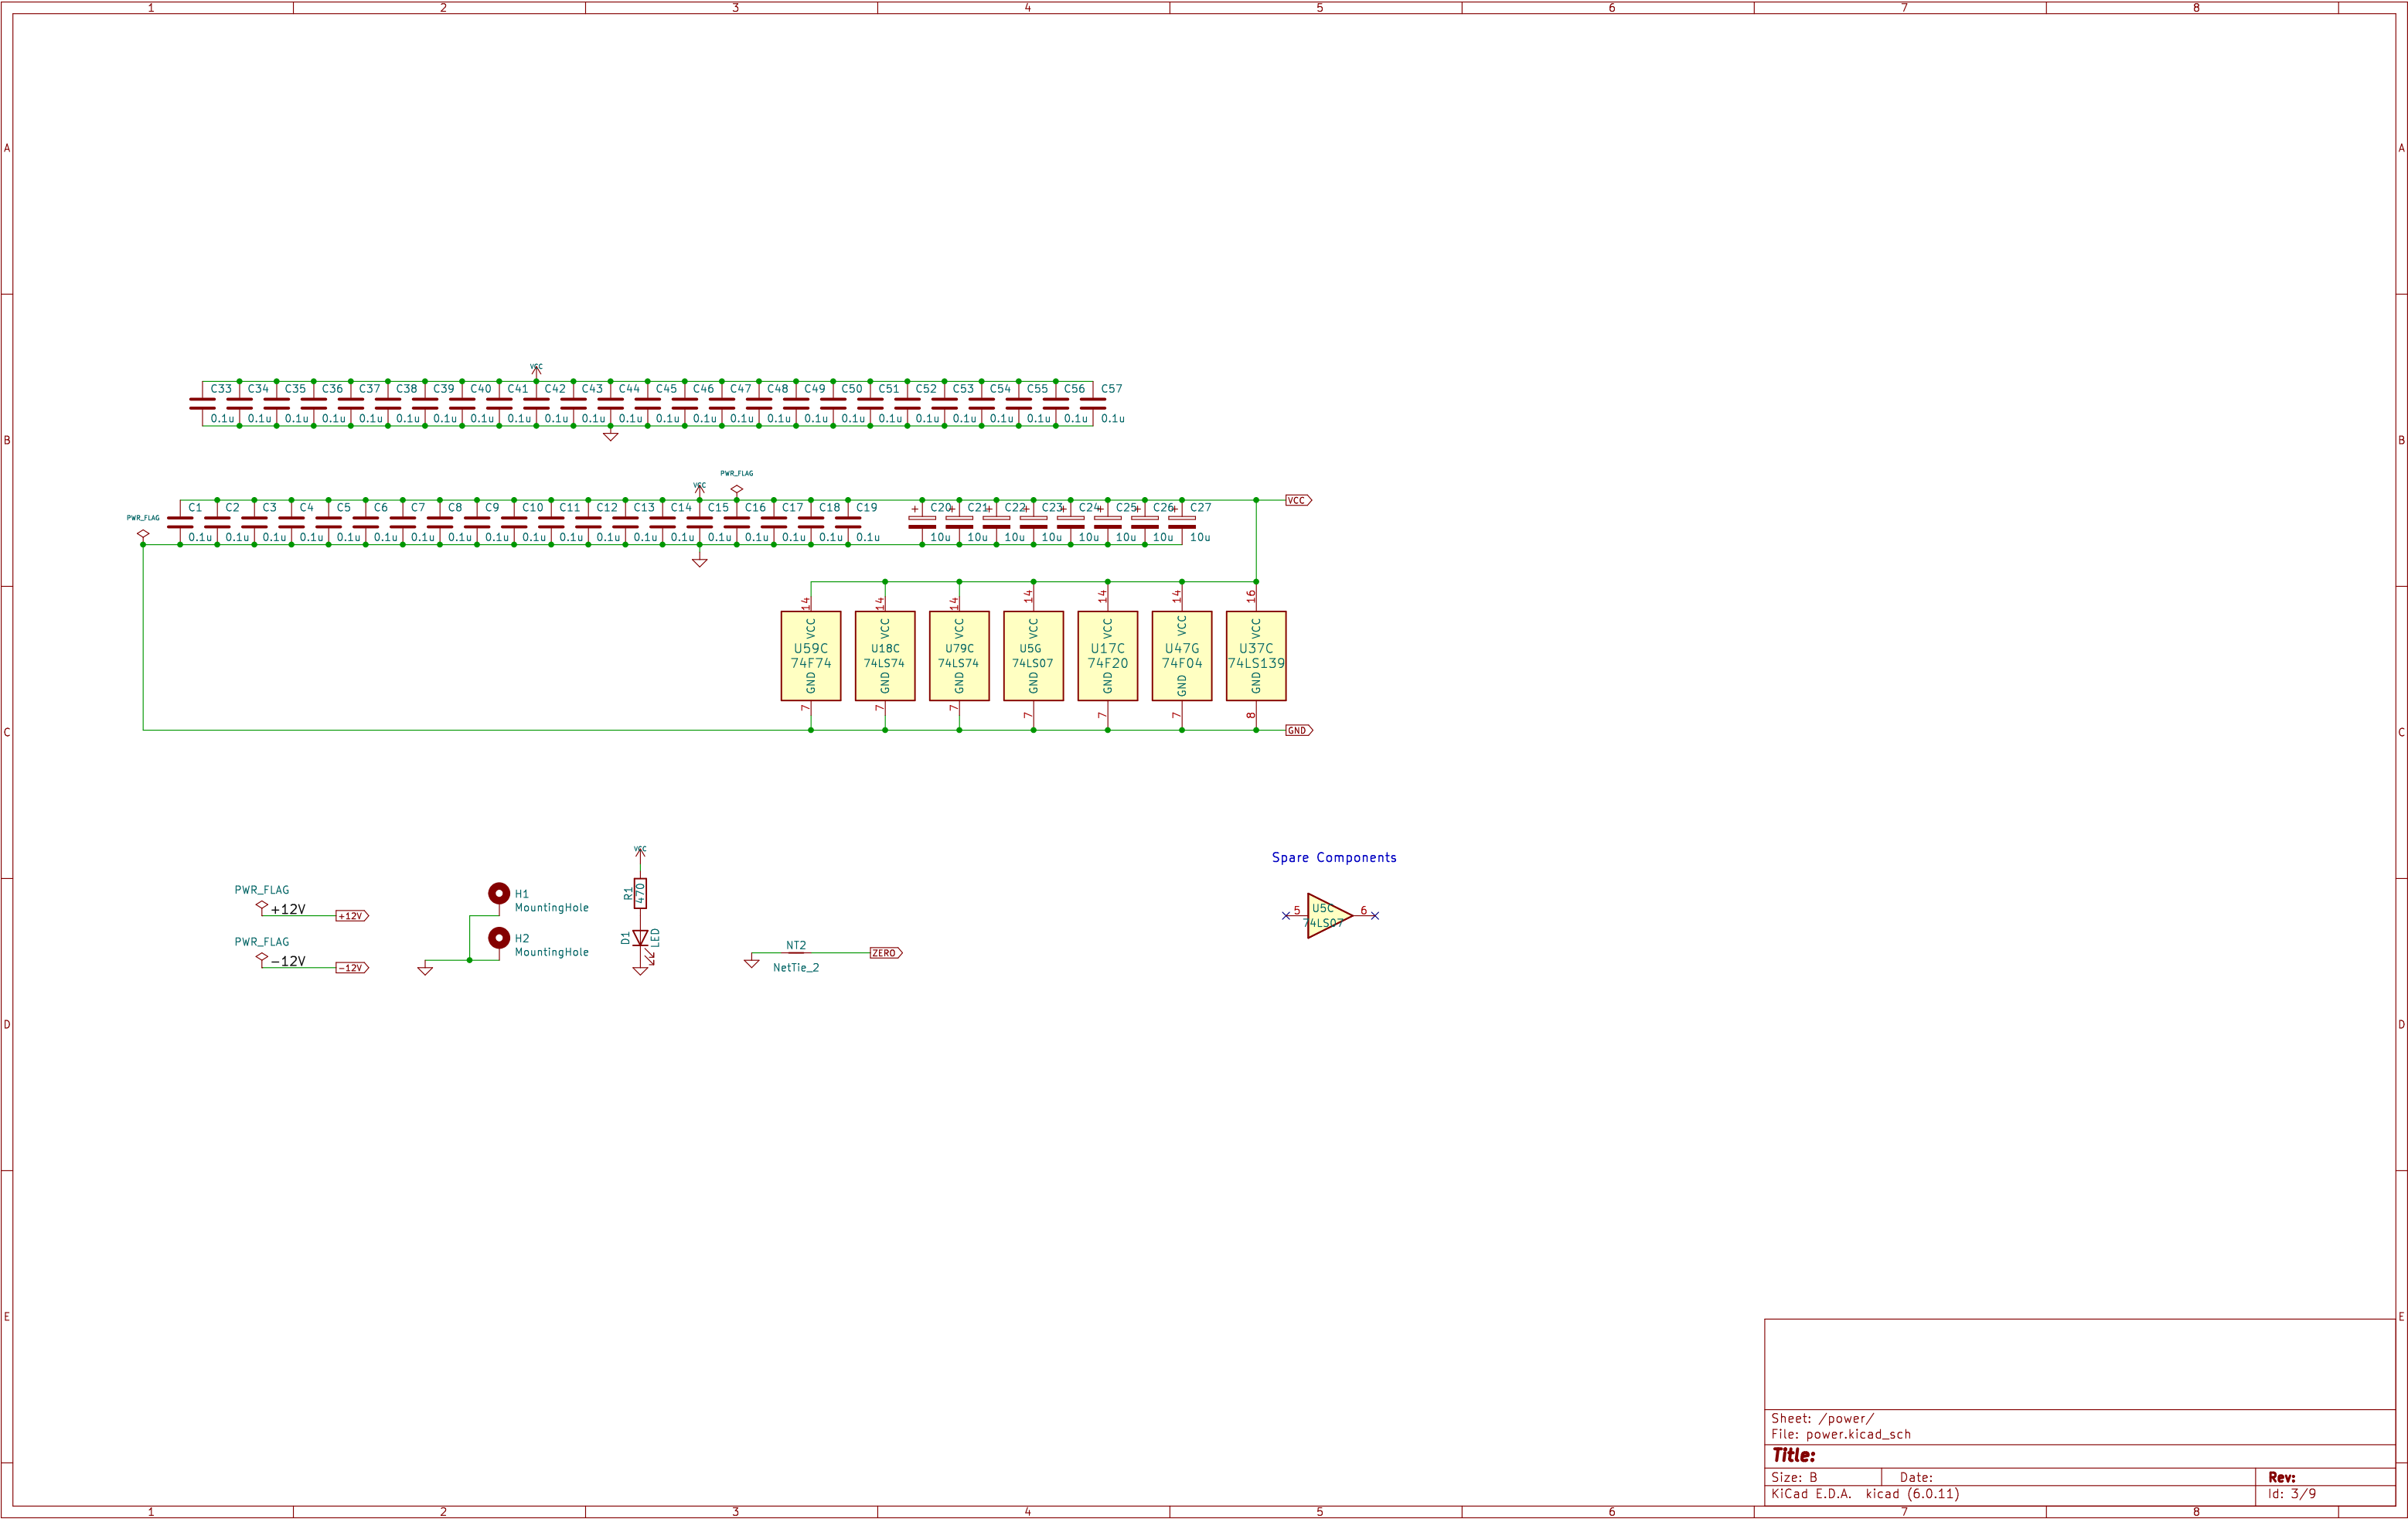 1 2 3 4 5 6 7 8
A A
VCC
C33 C34 C35 C36 C37 C38 C39 C40 C41 C42 C43 C44 C45 C46 C47 C48 C49 C50 C51 C52 C53 C54 C55 C56 C57
0.1u 0.1u 0.1u 0.1u 0.1u 0.1u 0.1u 0.1u 0.1u 0.1u 0.1u 0.1u 0.1u 0.1u 0.1u 0.1u 0.1u 0.1u 0.1u 0.1u 0.1u 0.1u 0.1u 0.1u 0.1u
B B
PWR_FLAG
VCC
VCC
C1 C2 C3 C4 C5 C6 C7 C8 C9 C10 C11 C12 C13 C14 C15 C16 C17 C18 C19 + C20 + C21 + C22 + C23 + C24 + C25 + C26 + C27
PWR_FLAG
0.1u 0.1u 0.1u 0.1u 0.1u 0.1u 0.1u 0.1u 0.1u 0.1u 0.1u 0.1u 0.1u 0.1u 0.1u 0.1u 0.1u 0.1u 0.1u 10u 10u 10u 10u 10u 10u 10u 10u
14 14 14 14 14 14 16
VCC VCC VCC VCC VCC VCC VCC
U59C U18C U79C U5G U17C U47G U37C
74F74 74LS74 74LS74 74LS07 74F20 74F04 74LS139
GND GND GND GND GND GND GND
7 7 7 7 7 7 8
GND
C C
VCC
Spare Components
PWR_FLAG
+12V
+12V
H1
MountingHole
R1
470
U5C
74LS07
5 6
PWR_FLAG
-12V
-12V
H2
MountingHole
D1
LED
NT2
ZERO
NetTie_2
D D
E E
Sheet: /power/
File: power.kicad_sch
Title:
Size: B Date: Rev:
KiCad E.D.A. kicad (6.0.11) Id: 3/9
1 2 3 4 5 6 7 8